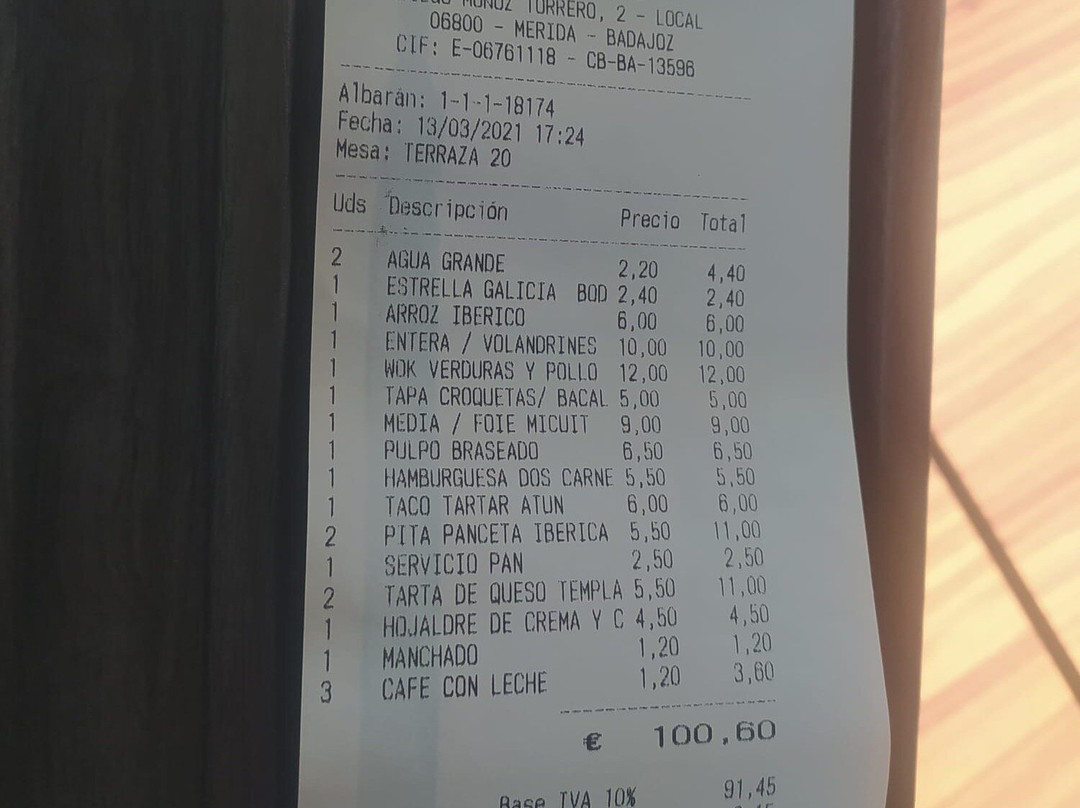 MUÑOZ TORRERO, 2 - LOCAL
06800 - MERIDA - BADAJOZ
CIF: E-06761118 - CB-BA-13596
Albarán: 1-1-1-18174
Fecha: 13/03/2021 17:24
Mesa: TERRAZA 20
Uds Descripción Precio Total
2 AGUA GRANDE 2,20 4,40
1 ESTRELLA GALICIA BOD 2,40 2,40
1 ARROZ IBERICO 6,00 6,00
1 ENTERA / VOLANDRINES 10,00 10,00
1 WOK VERDURAS Y POLLO 12,00 12,00
1 TAPA CROQUETAS/ BACAL 5,00 5,00
1 MEDIA / FOIE MICUIT 9,00 9,00
1 PULPO BRASEADO 6,50 6,50
1 HAMBURGUESA DOS CARNE 5,50 5,50
1 TACO TARTAR ATUN 6,00 6,00
2 PITA PANCETA IBERICA 5,50 11,00
1 SERVICIO PAN 2,50 2,50
2 TARTA DE QUESO TEMPLA 5,50 11,00
1 HOJALDRE DE CREMA Y C 4,50 4,50
1 MANCHADO 1,20 1,20
3 CAFE CON LECHE 1,20 3,60
€ 100,60
Base IVA 10% 91,45